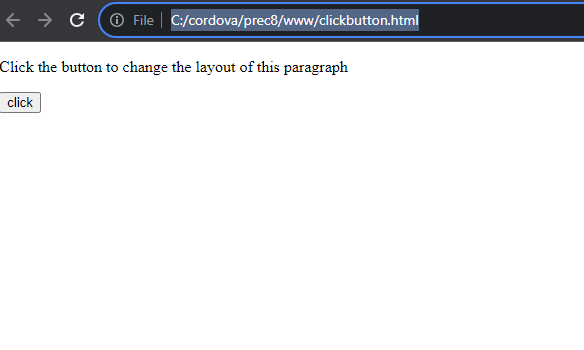 File C:/cordova/prec8/www/clickbutton.html
Click the button to change the layout of this paragraph
click